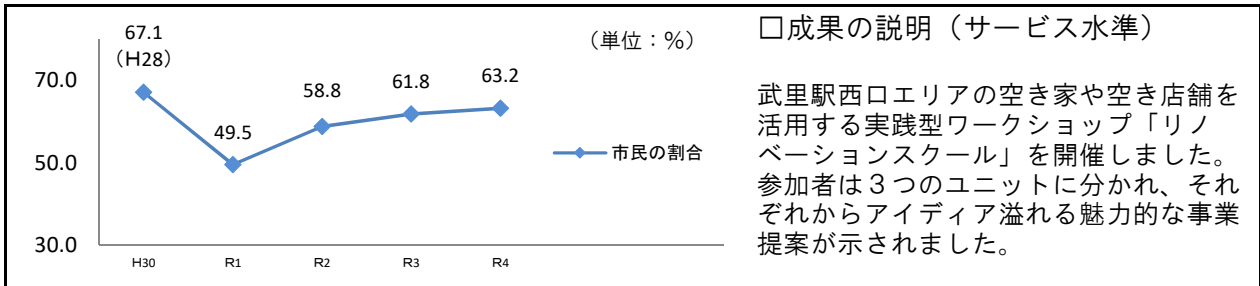 67.1
（H28）
（単位：%）
70.0
58.8
61.8
63.2
49.5
50.0
市民の割合
30.0
H30
R1
R2
R3
R4
□成果の説明（サービス水準）
武里駅西口エリアの空き家や空き店舗を
活用する実践型ワークショップ「リノ
ベーションスクール」を開催しました。
参加者は３つのユニットに分かれ、それ
ぞれからアイディア溢れる魅力的な事業
提案が示されました。